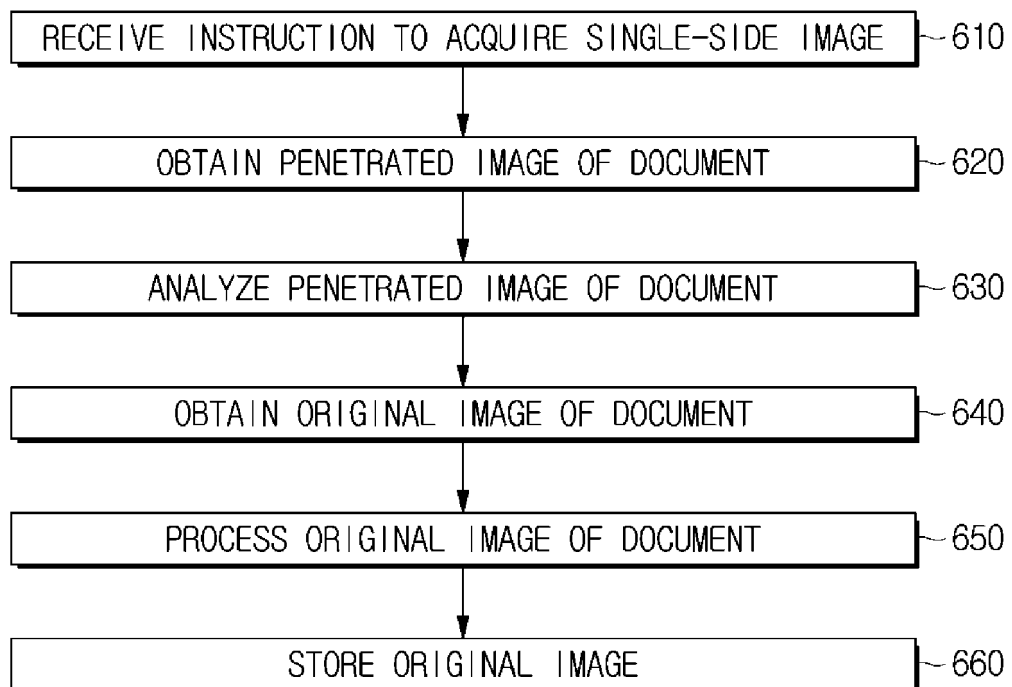 RECEIVE INSTRUCTION TO ACQUIRE SINGLE-SIDE IMAGE 610
OBTAIN PENETRATED IMAGE OF DOCUMENT 620
ANALYZE PENETRATED IMAGE OF DOCUMENT 630
OBTAIN ORIGINAL IMAGE OF DOCUMENT 640
PROCESS ORIGINAL IMAGE OF DOCUMENT 650
STORE ORIGINAL IMAGE 660